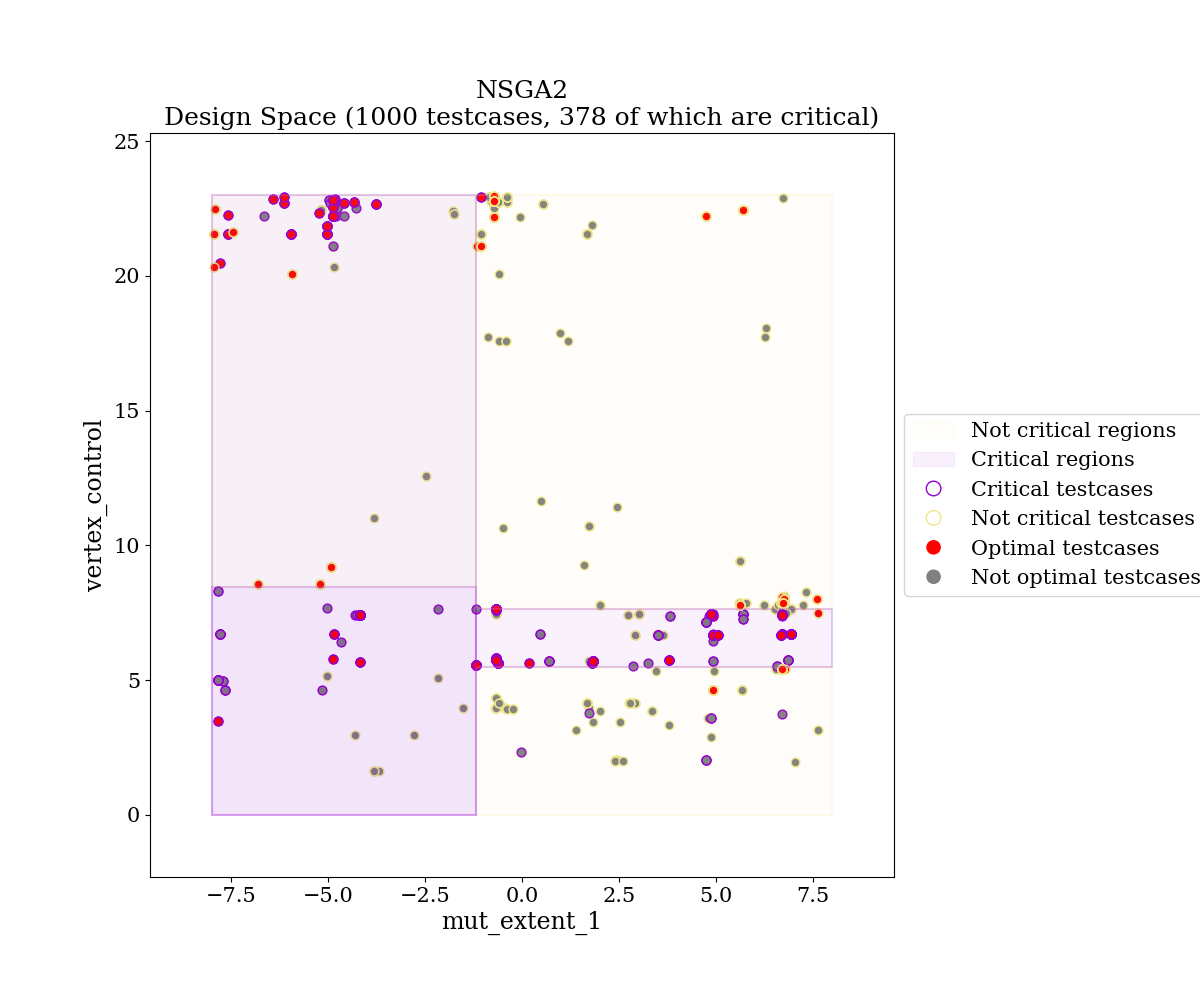 NSGA2
Design Space (1000 testcases, 378 of which are critical)
25
20
15
10
5
0
vertex_control
−7.5
−5.0
−2.5
0.0
2.5
5.0
7.5
mut_extent_1
Not critical regions
Critical regions
Critical testcases
Not critical testcases
Optimal testcases
Not optimal testcases